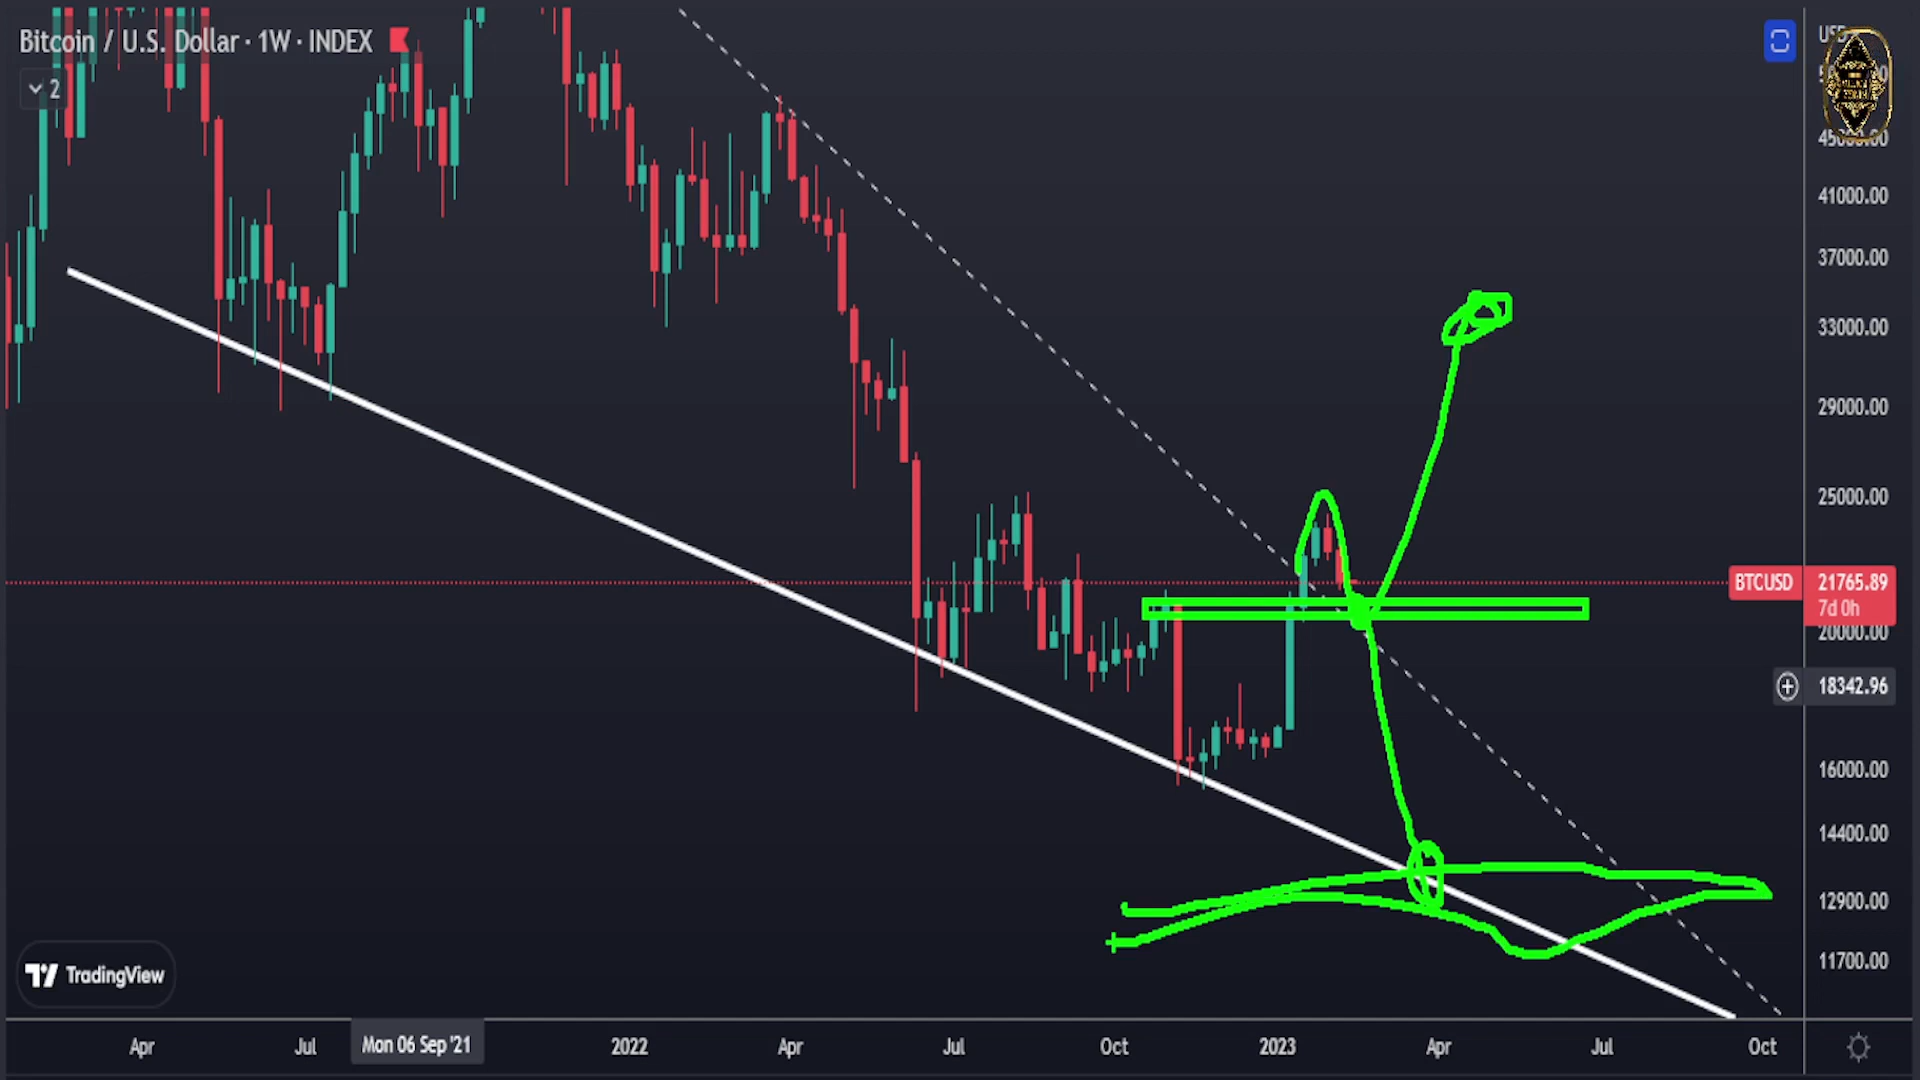 Bitcoin / U.S. Dollar · 1W · INDEX
2
45000.00
41000.00
37000.00
33000.00
29000.00
25000.00
BTCUSD 21765.89
7d 0h
20000.00
18342.96
16000.00
14400.00
12900.00
11700.00
TradingView
Apr Jul Mon 06 Sep '21 2022 Apr Jul Oct 2023 Apr Jul Oct